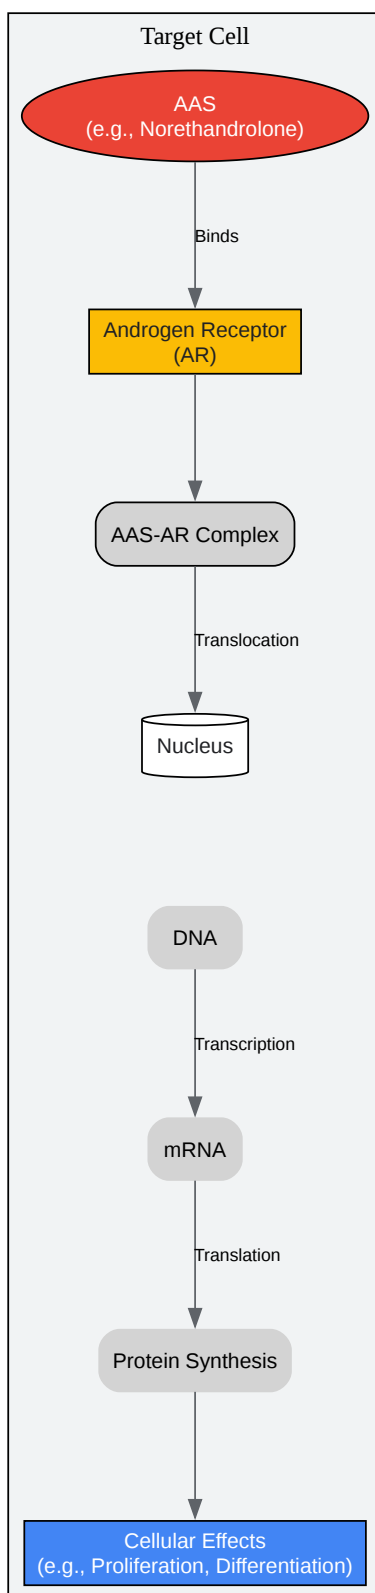 Target Cell
AAS
(e.g., Norethandrolone)
Binds
Androgen Receptor
(AR)
AAS-AR Complex
Translocation
Nucleus
DNA
Transcription
mRNA
Translation
Protein Synthesis
Cellular Effects
(e.g., Proliferation, Differentiation)